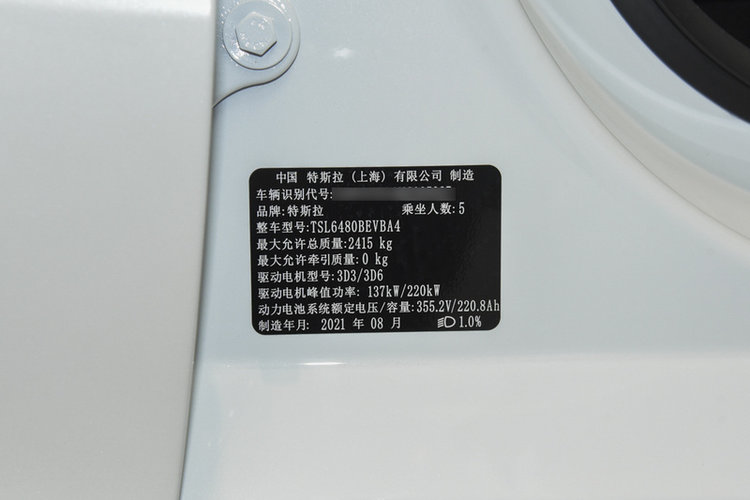 中国 特斯拉(上海)有限公司 制造
车辆识别代号:
品牌:特斯拉 乘坐人数:5
整车型号:TSL6480BEVBA4
最大允许总质量:2415 kg
最大允许牵引质量:0 kg
驱动电机型号:3D3/3D6
驱动电机峰值功率: 137kW/220kW
动力电池系统额定电压/容量:355.2V/220.8Ah
制造年月: 2021 年 08 月 1.0%